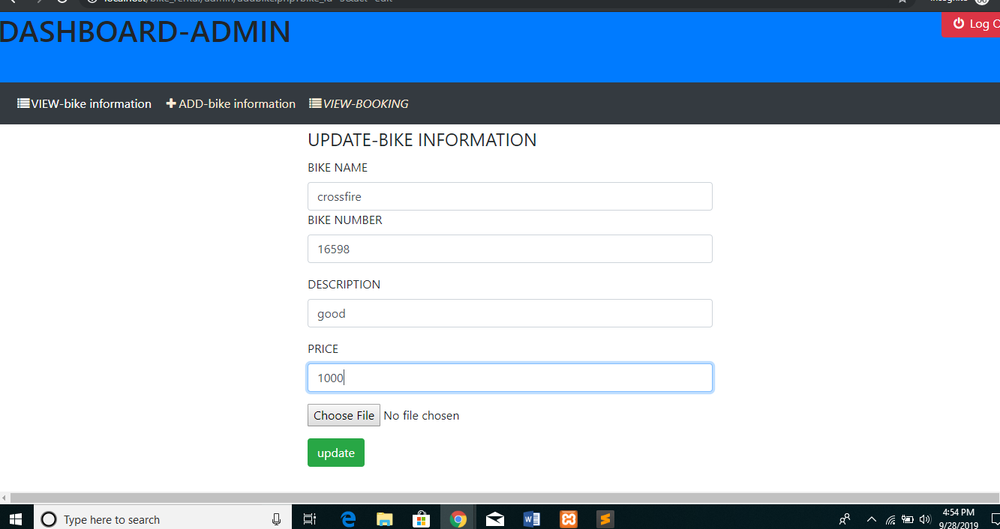 DASHBOARD-ADMIN
Log O
VIEW-bike information
ADD-bike information
VIEW-BOOKING
UPDATE-BIKE INFORMATION
BIKE NAME
crossfire
BIKE NUMBER
16598
DESCRIPTION
good
PRICE
1000
Choose File No file chosen
update
Type here to search
4:54 PM
9/28/2019